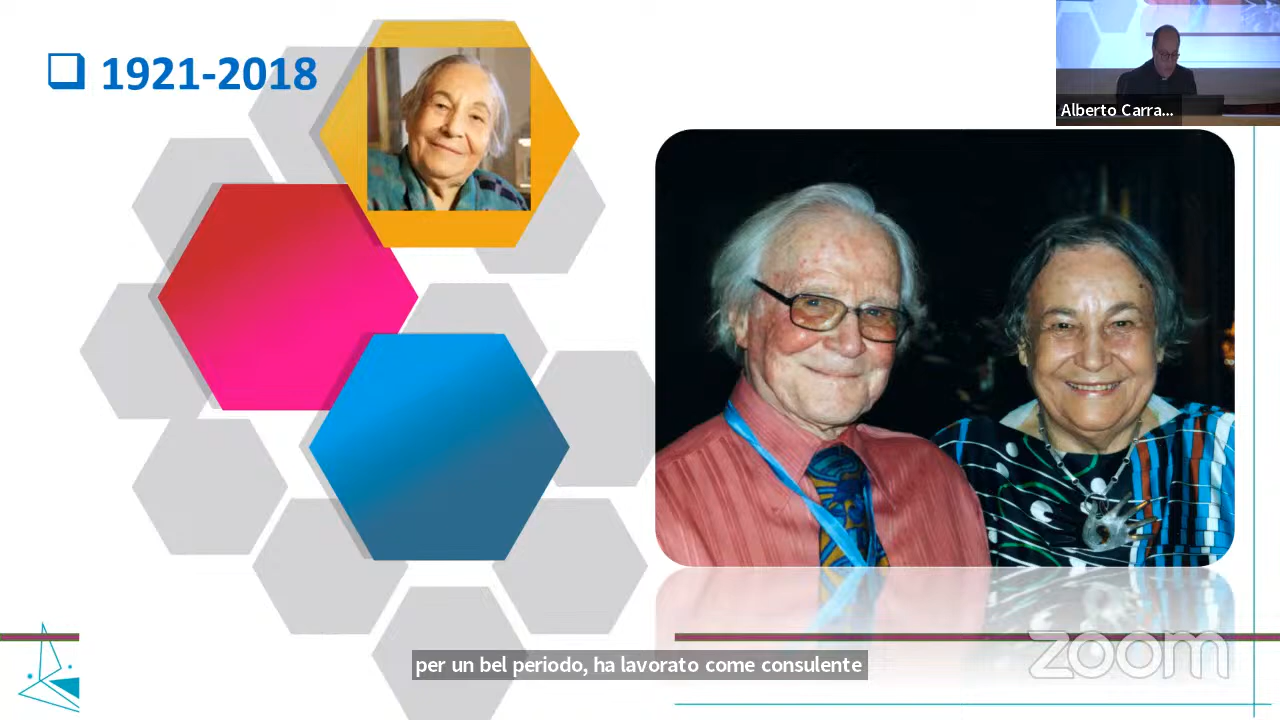 1921-2018
Alberto Carra...
per un bel periodo, ha lavorato come consulente
zoom